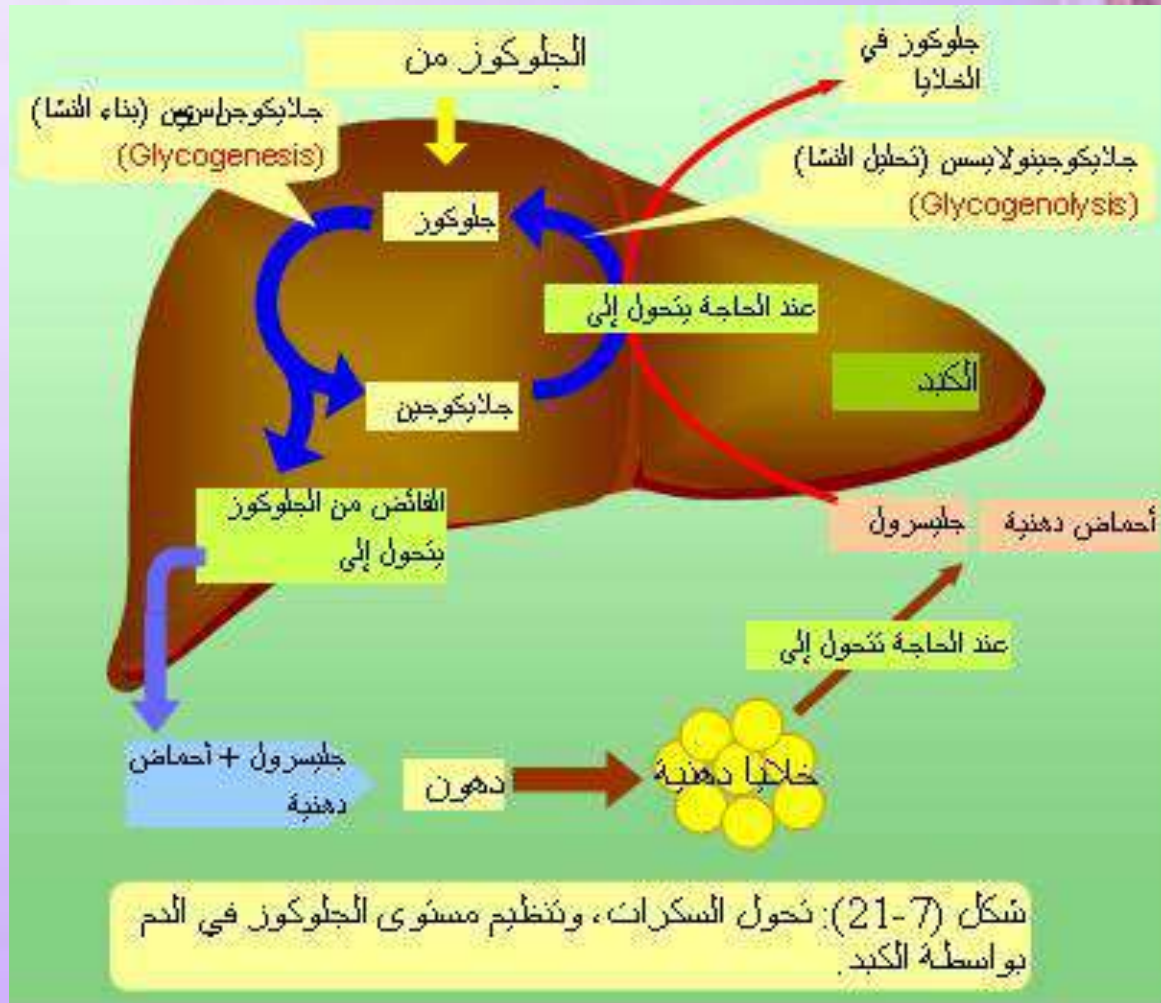 الجلوكوز من
جلوكوز في
الخلايا
(بناء النشا)
(Glycogenesis)
جلايكوجينولايسس (تحليل النشا)
(Glycogenolysis)
جلوكوز
عند الحاجة يتحول إلى
الكبد
جلايكوجين
الفائض من الجلوكوز
يتحول إلى
جليسرول
أحماض دهنية
عند الحاجة تتحول إلى
جليسرول + أحماض
دهنية
دهون
خلايا دهنية
شكل (7-21): تحول السكرات، وتنظيم مستوى الجلوكوز في الدم
بواسطة الكبد.